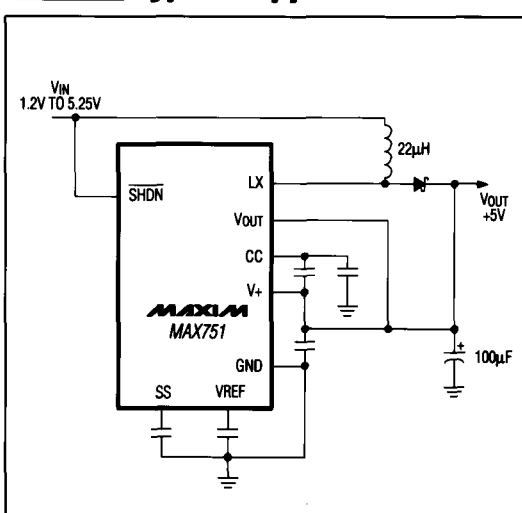 VIN
1.2V TO 5.25V
22µH
SHDN
LX
VOUT
+5V
VOUT
CC
V+
MAXIM
MAX751
GND
+
100µF
SS
VREF